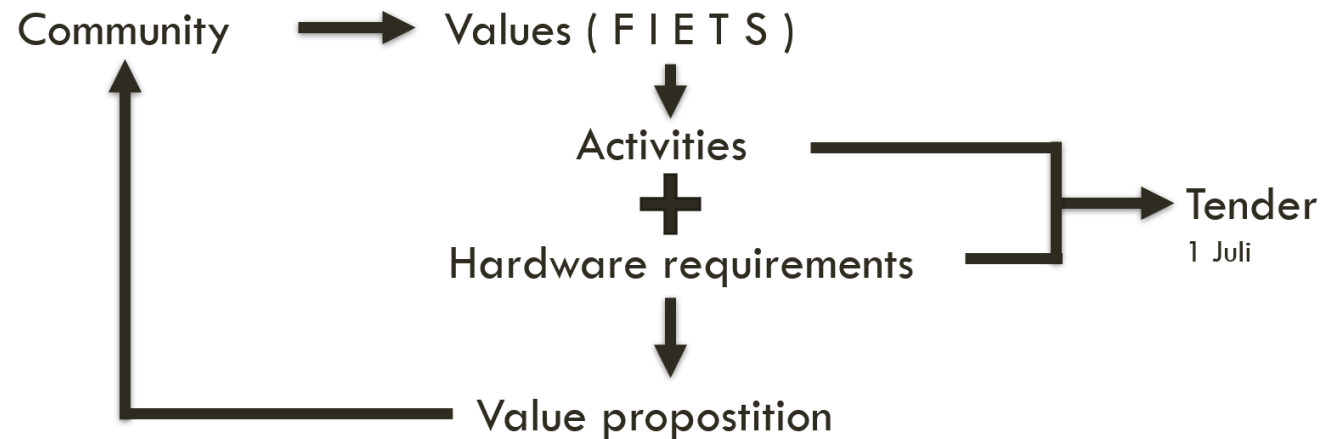 Community
Values ( F I E T S )
Activities
Hardware requirements
Tender
1 Juli
Value propostition